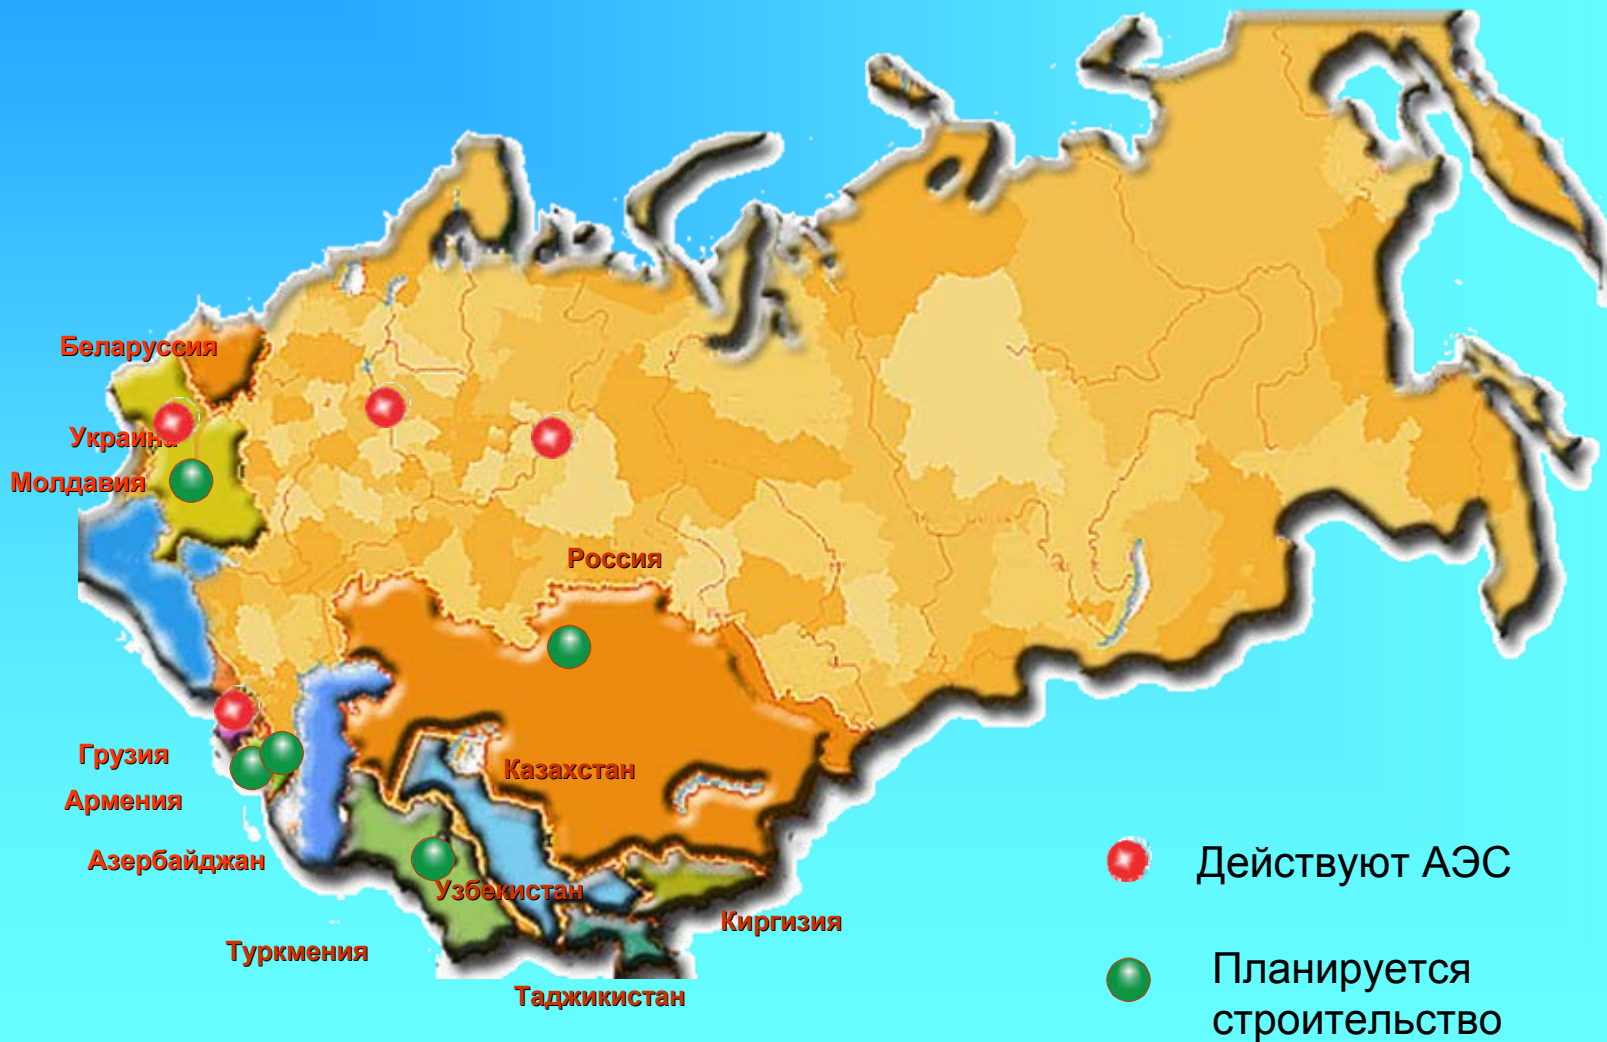 Беларуссия
Украина
Молдавия
Россия
Грузия
Казахстан
Армения
Азербайджан
Узбекистан
Киргизия
Туркмения
Таджикистан
Действуют АЭС
Планируется
строительство